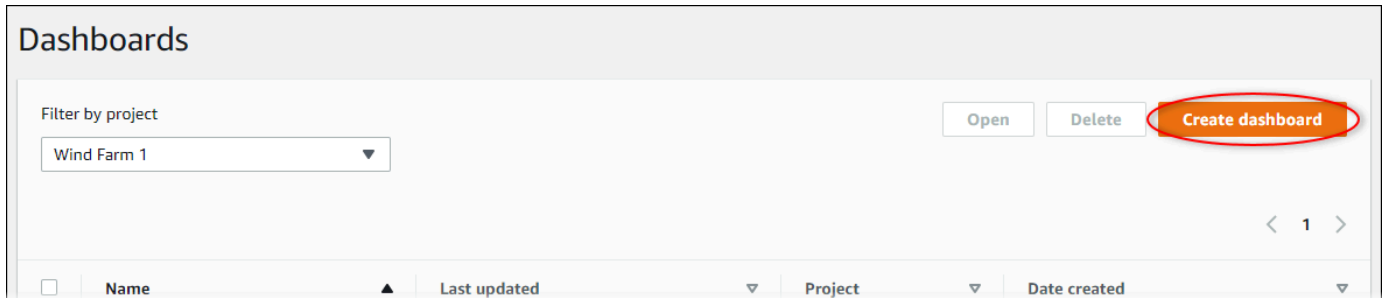 Dashboards
Filter by project
Open Delete Create dashboard
Wind Farm 1
1
Name Last updated Project Date created